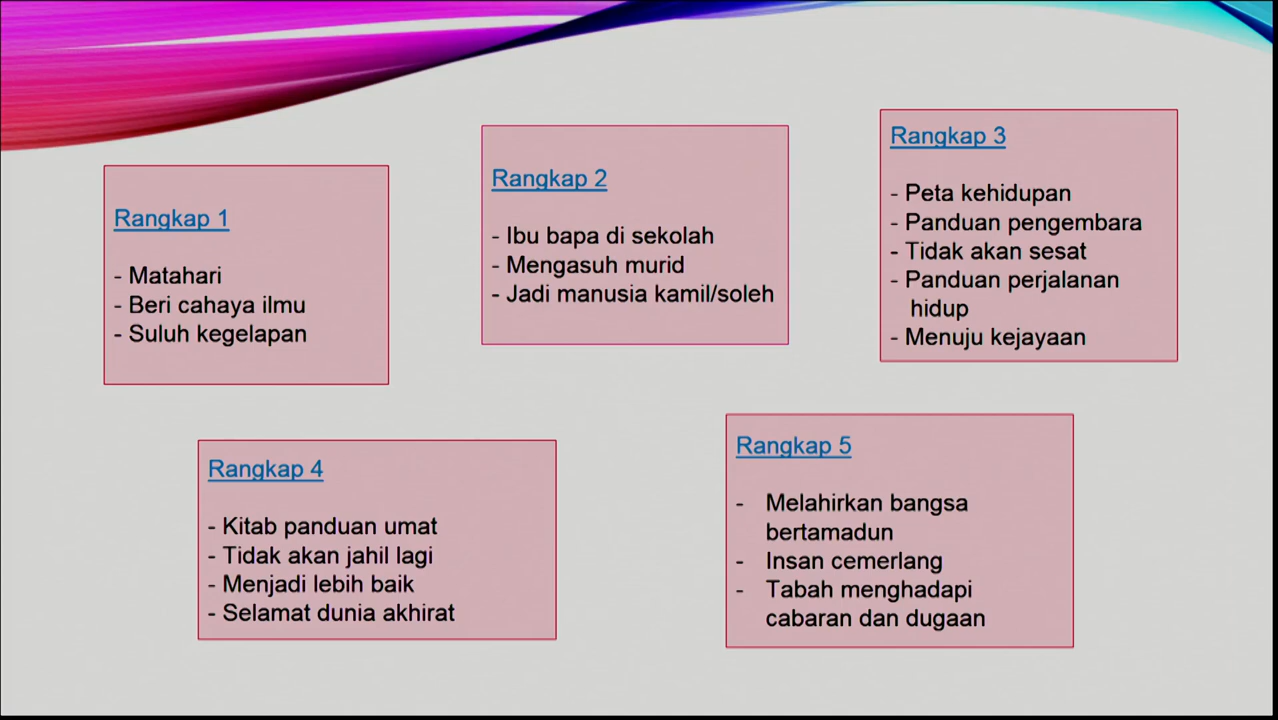 Rangkap 1
- Matahari
- Beri cahaya ilmu
- Suluh kegelapan
Rangkap 2
- Ibu bapa di sekolah
- Mengasuh murid
- Jadi manusia kamil/soleh
Rangkap 3
- Peta kehidupan
- Panduan pengembara
- Tidak akan sesat
- Panduan perjalanan
hidup
- Menuju kejayaan
Rangkap 4
- Kitab panduan umat
- Tidak akan jahil lagi
- Menjadi lebih baik
- Selamat dunia akhirat
Rangkap 5
- Melahirkan bangsa
bertamadun
- Insan cemerlang
- Tabah menghadapi
cabaran dan dugaan